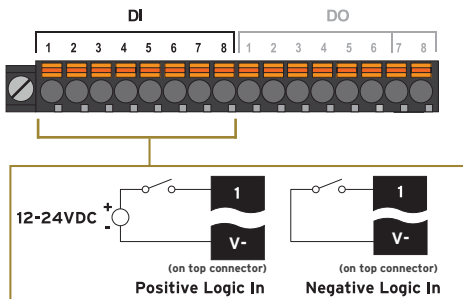 DI DO
1 2 3 4 5 6 7 8 1 2 3 4 5 6 7 8
12-24VDC + - 1 1
V- V-
(on top connector) (on top connector)
Positive Logic In Negative Logic In